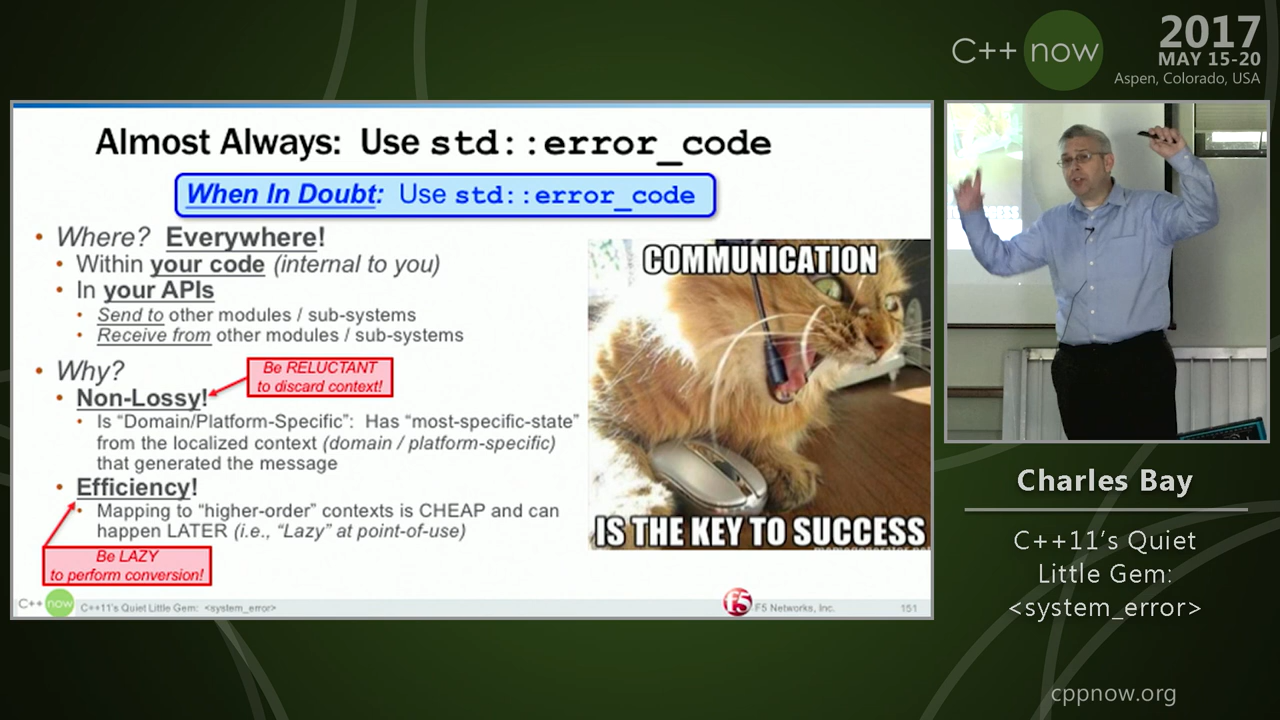 C++ now
2017
MAY 15-20
Aspen, Colorado, USA
Almost Always: Use std::error_code
When In Doubt: Use std::error_code
• Where? Everywhere!
• Within your code (internal to you)
• In your APIs
• Send to other modules / sub-systems
• Receive from other modules / sub-systems
• Why?
Be RELUCTANT
to discard context!
• Non-Lossy!
• Is “Domain/Platform-Specific”: Has “most-specific-state”
from the localized context (domain / platform-specific)
that generated the message
• Efficiency!
• Mapping to “higher-order” contexts is CHEAP and can
happen LATER (i.e., “Lazy” at point-of-use)
Be LAZY
to perform conversion!
COMMUNICATION
IS THE KEY TO SUCCESS
C++ now
C++11's Quiet Little Gem: <system_error>
F5 Networks, Inc.
151
Charles Bay
C++11’s Quiet
Little Gem:
<system_error>
cppnow.org